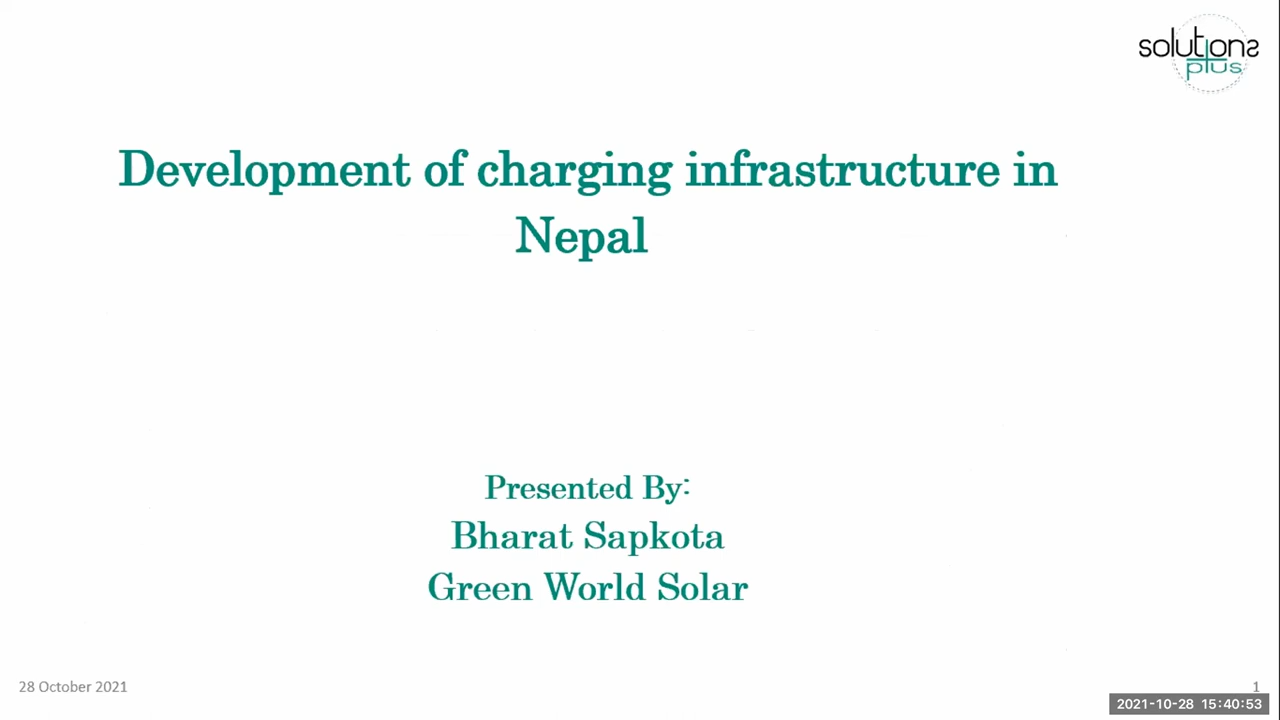 solutions
plus
Development of charging infrastructure in
Nepal
Presented By:
Bharat Sapkota
Green World Solar
28 October 2021
1
2021-10-28 15:40:53